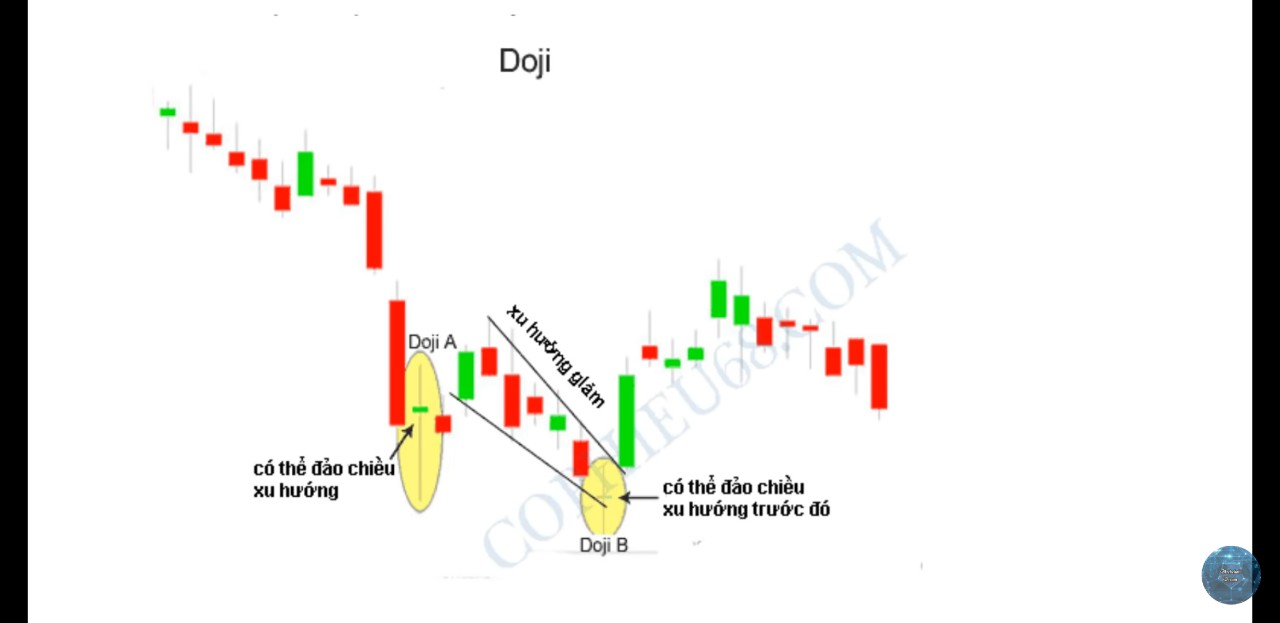 Doji
Doji A
xu hướng giảm
có thể đảo chiều
xu hướng
có thể đảo chiều
xu hướng trước đó
Doji B